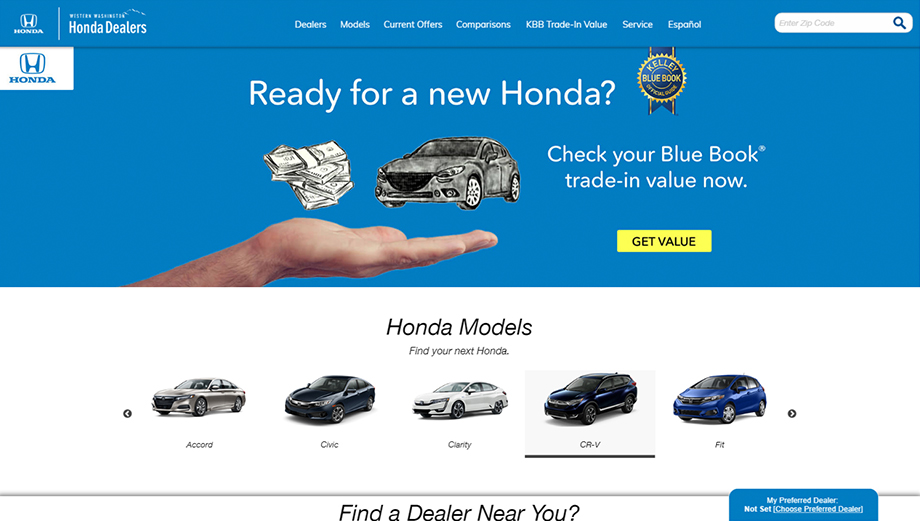 HONDA
WESTERN WASHINGTON
Honda Dealers
Dealers Models Current Offers Comparisons KBB Trade-In Value Service Español
Enter Zip Code
HONDA
Ready for a new Honda?
KELLEY
BLUE BOOK
OFFICIAL GUIDE
Check your Blue Book®
trade-in value now.
GET VALUE
Honda Models
Find your next Honda.
Accord Civic Clarity CR-V Fit
Find a Dealer Near You?
My Preferred Dealer:
Not Set [Choose Preferred Dealer]